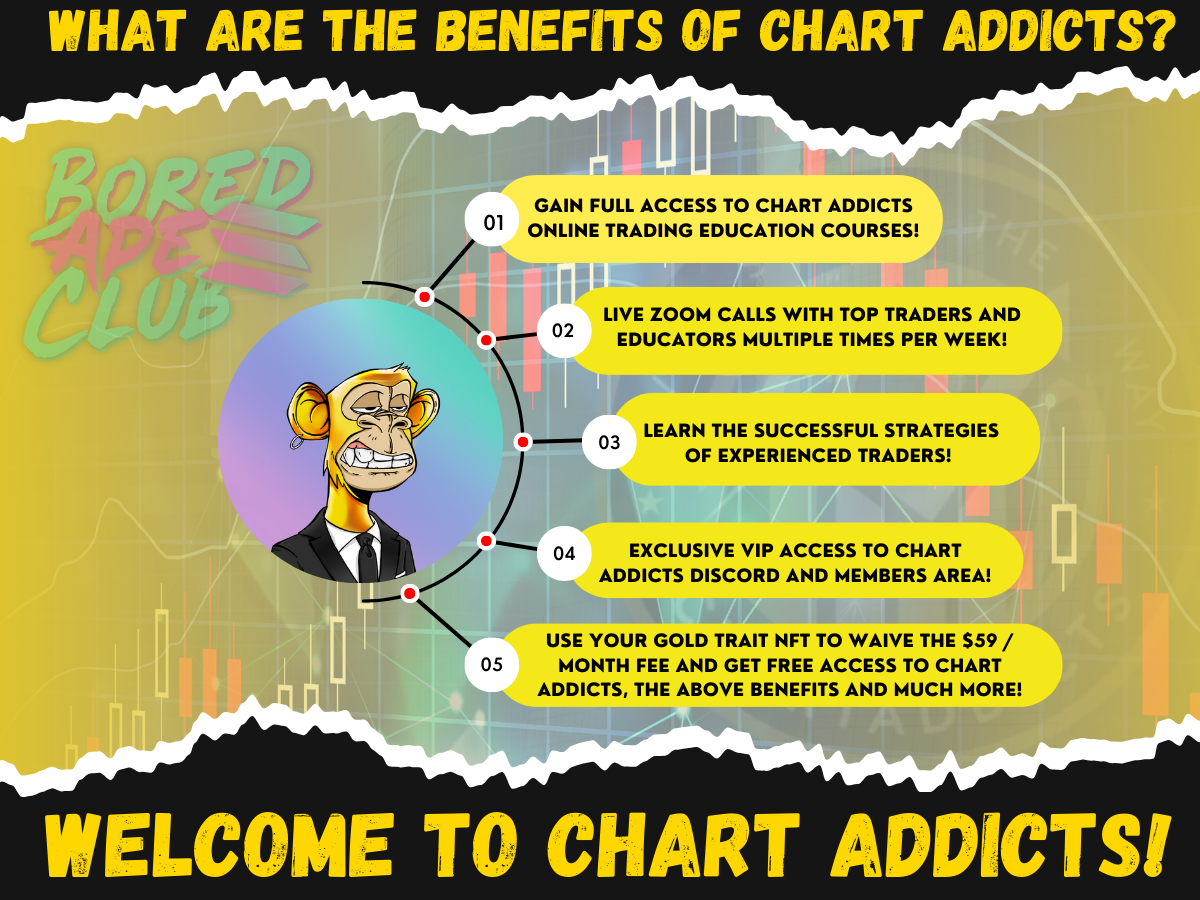 WHAT ARE THE BENEFITS OF CHART ADDICTS?
BORED
APE
CLUB
01
GAIN FULL ACCESS TO CHART ADDICTS
ONLINE TRADING EDUCATION COURSES!
02
LIVE ZOOM CALLS WITH TOP TRADERS AND
EDUCATORS MULTIPLE TIMES PER WEEK!
03
LEARN THE SUCCESSFUL STRATEGIES
OF EXPERIENCED TRADERS!
04
EXCLUSIVE VIP ACCESS TO CHART
ADDICTS DISCORD AND MEMBERS AREA!
05
USE YOUR GOLD TRAIT NFT TO WAIVE THE $59 /
MONTH FEE AND GET FREE ACCESS TO CHART
ADDICTS, THE ABOVE BENEFITS AND MUCH MORE!
WELCOME TO CHART ADDICTS!